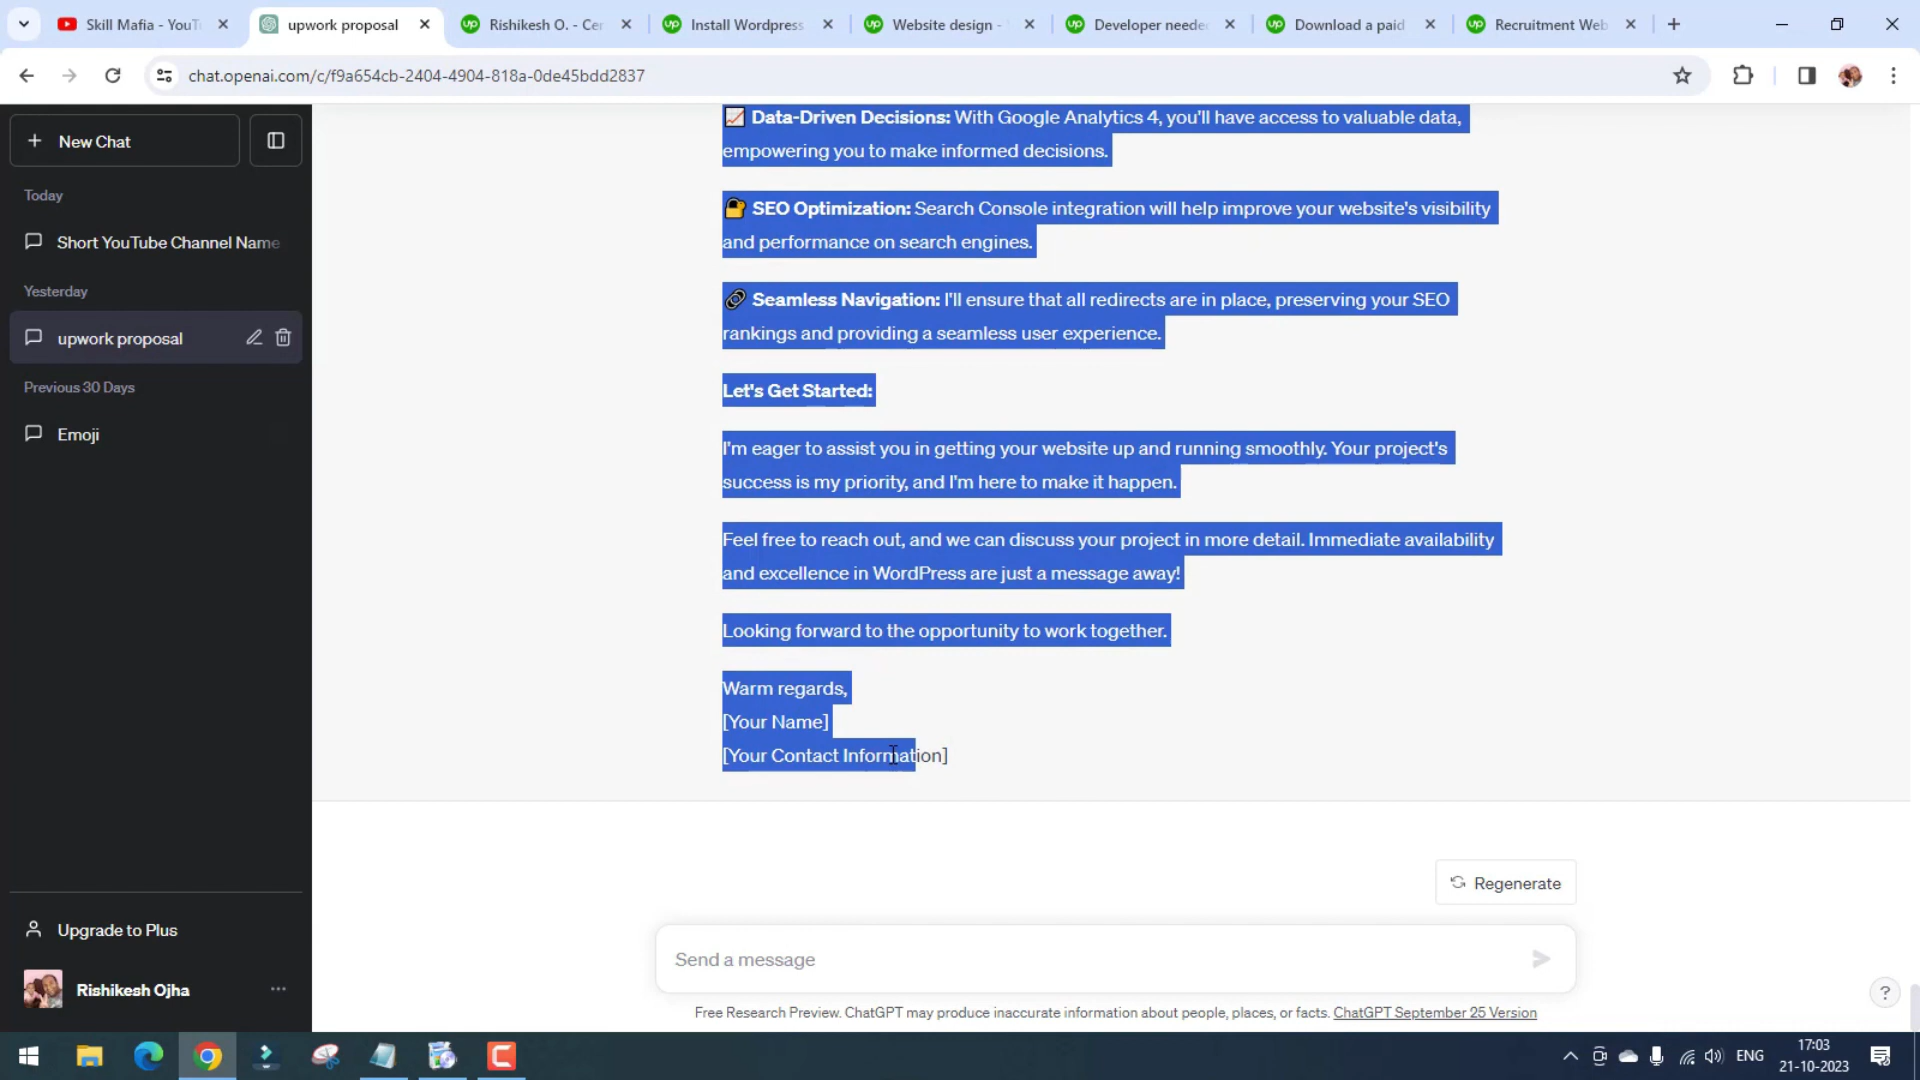 Skill Mafia - YouT
upwork proposal
Rishikesh O. - Cer
Install Wordpress
Website design -
Developer neede
Download a paid
Recruitment Web
chat.openai.com/c/f9a654cb-2404-4904-818a-0de45bdd2837
New Chat
Today
Short YouTube Channel Name
Yesterday
upwork proposal
Previous 30 Days
Emoji
Upgrade to Plus
Rishikesh Ojha
📈 Data-Driven Decisions: With Google Analytics 4, you'll have access to valuable data,
empowering you to make informed decisions.
🔐 SEO Optimization: Search Console integration will help improve your website's visibility
and performance on search engines.
🔗 Seamless Navigation: I'll ensure that all redirects are in place, preserving your SEO
rankings and providing a seamless user experience.
Let's Get Started:
I'm eager to assist you in getting your website up and running smoothly. Your project's
success is my priority, and I'm here to make it happen.
Feel free to reach out, and we can discuss your project in more detail. Immediate availability
and excellence in WordPress are just a message away!
Looking forward to the opportunity to work together.
Warm regards,
[Your Name]
[Your Contact Information]
Regenerate
Send a message
Free Research Preview. ChatGPT may produce inaccurate information about people, places, or facts. ChatGPT September 25 Version
?
ENG
17:03
21-10-2023